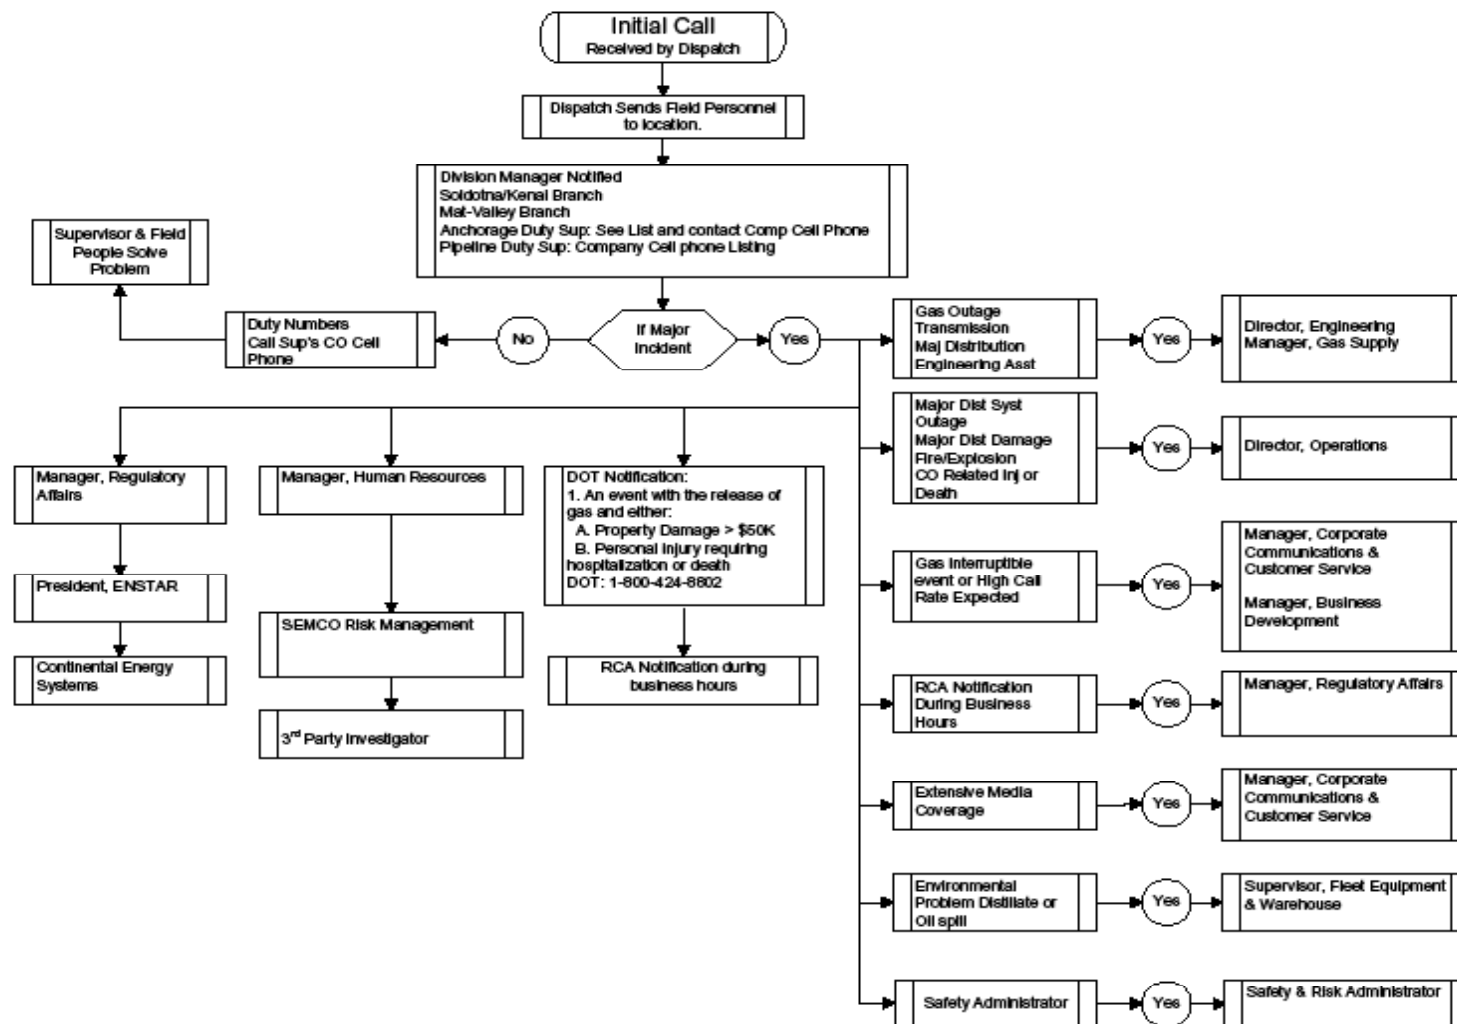 Initial Call
Received by Dispatch
Dispatch Sends Field Personnel
to location.
Division Manager Notified
Soldotna/Kenai Branch
Mat-Valley Branch
Anchorage Duty Sup: See List and contact Comp Cell Phone
Pipeline Duty Sup: Company Cell phone Listing
Supervisor & Field
People Solve
Problem
Duty Numbers
Call Sup's CO Cell
Phone
No
If Major
Incident
Yes
Gas Outage
Transmission
Maj Distribution
Engineering Asst
Yes
Director, Engineering
Manager, Gas Supply
Major Dist Syst
Outage
Major Dist Damage
Fire/Explosion
CO Related Inj or
Death
Yes
Director, Operations
Manager, Regulatory
Affairs
President, ENSTAR
Continental Energy
Systems
Manager, Human Resources
SEMCO Risk Management
3rd Party Investigator
DOT Notification:
1. An event with the release of
gas and either:
A. Property Damage > $50K
B. Personal Injury requiring
hospitalization or death
DOT: 1-800-424-8802
RCA Notification during
business hours
Gas Interruptible
event or High Call
Rate Expected
Yes
Manager, Corporate
Communications &
Customer Service
Manager, Business
Development
RCA Notification
During Business
Hours
Yes
Manager, Regulatory Affairs
Extensive Media
Coverage
Yes
Manager, Corporate
Communications &
Customer Service
Environmental
Problem Distillate or
Oil spill
Yes
Supervisor, Fleet Equipment
& Warehouse
Safety Administrator
Yes
Safety & Risk Administrator